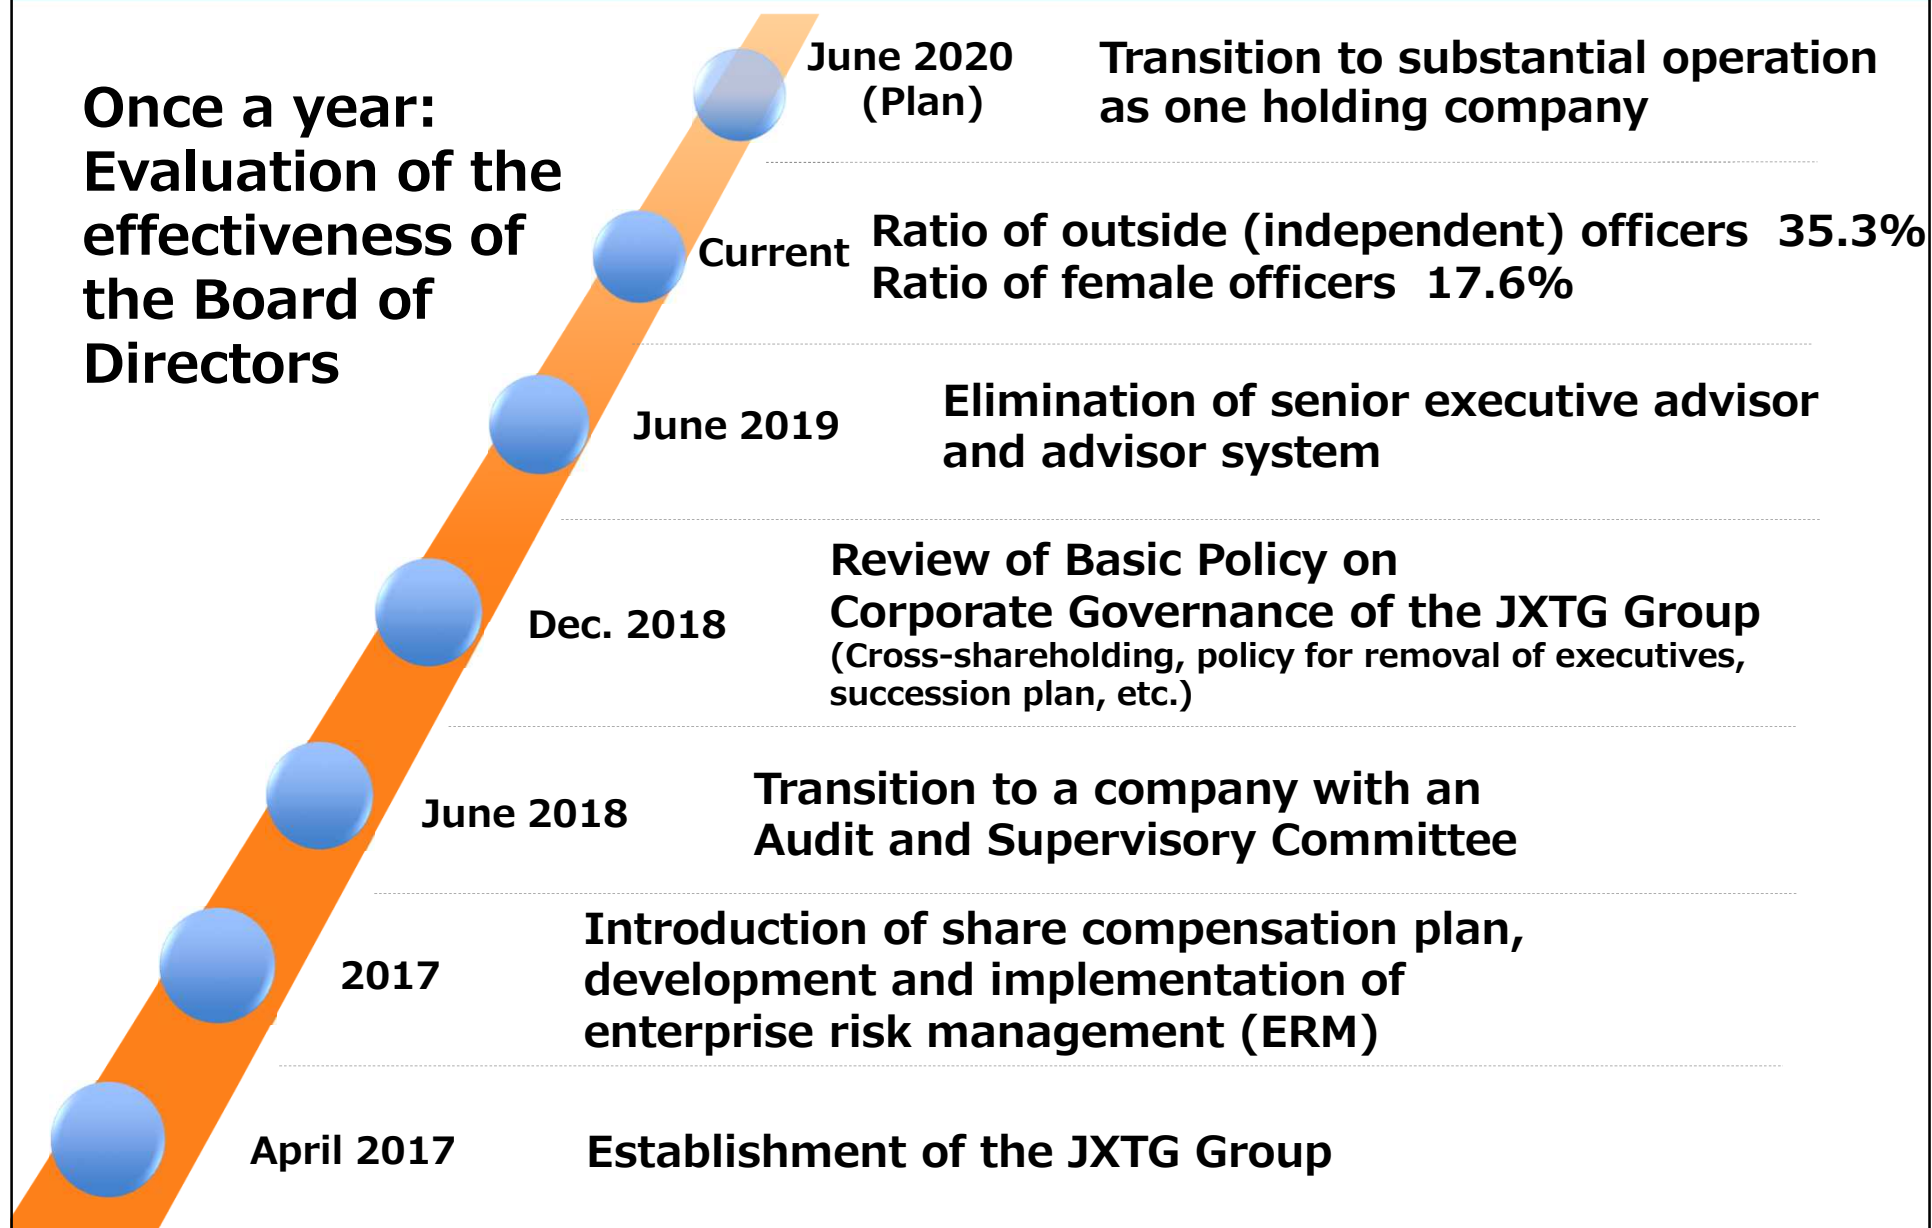 Once a year:
Evaluation of the
effectiveness of
the Board of
Directors
June 2020
(Plan)
Transition to substantial operation
as one holding company
Current
Ratio of outside (independent) officers 35.3%
Ratio of female officers 17.6%
June 2019
Elimination of senior executive advisor
and advisor system
Dec. 2018
Review of Basic Policy on
Corporate Governance of the JXTG Group
(Cross-shareholding, policy for removal of executives,
succession plan, etc.)
June 2018
Transition to a company with an
Audit and Supervisory Committee
2017
Introduction of share compensation plan,
development and implementation of
enterprise risk management (ERM)
April 2017
Establishment of the JXTG Group